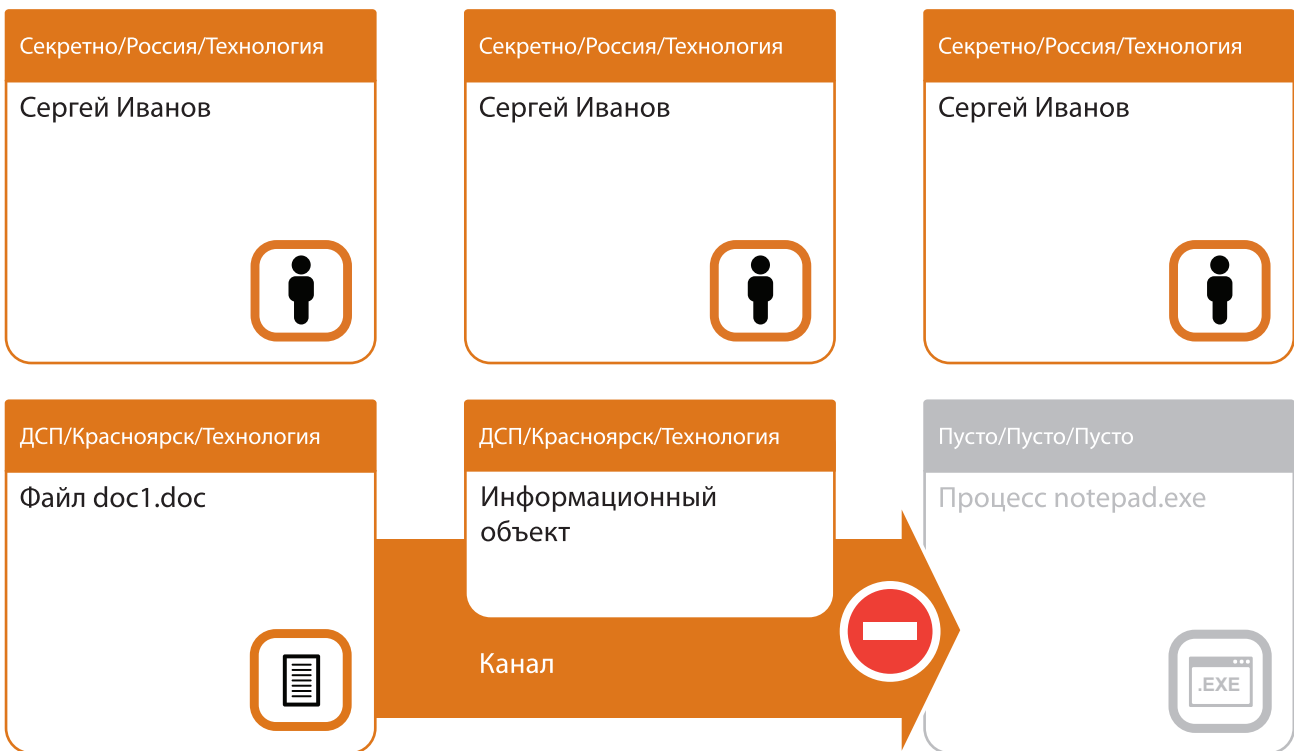 Секретно/Россия/Технология
Сергей Иванов
Секретно/Россия/Технология
Сергей Иванов
Секретно/Россия/Технология
Сергей Иванов
ДСП/Красноярск/Технология
Файл doc1.doc
ДСП/Красноярск/Технология
Информационный
объект
Канал
Пусто/Пусто/Пусто
Процесс notepad.exe
.EXE